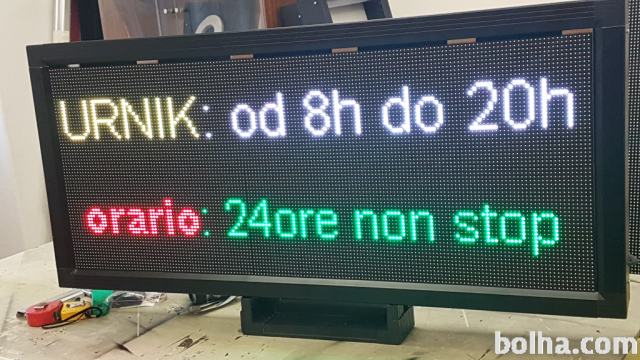 URNIK: od 8h do 20h
orario: 24ore non stop
bolha.com